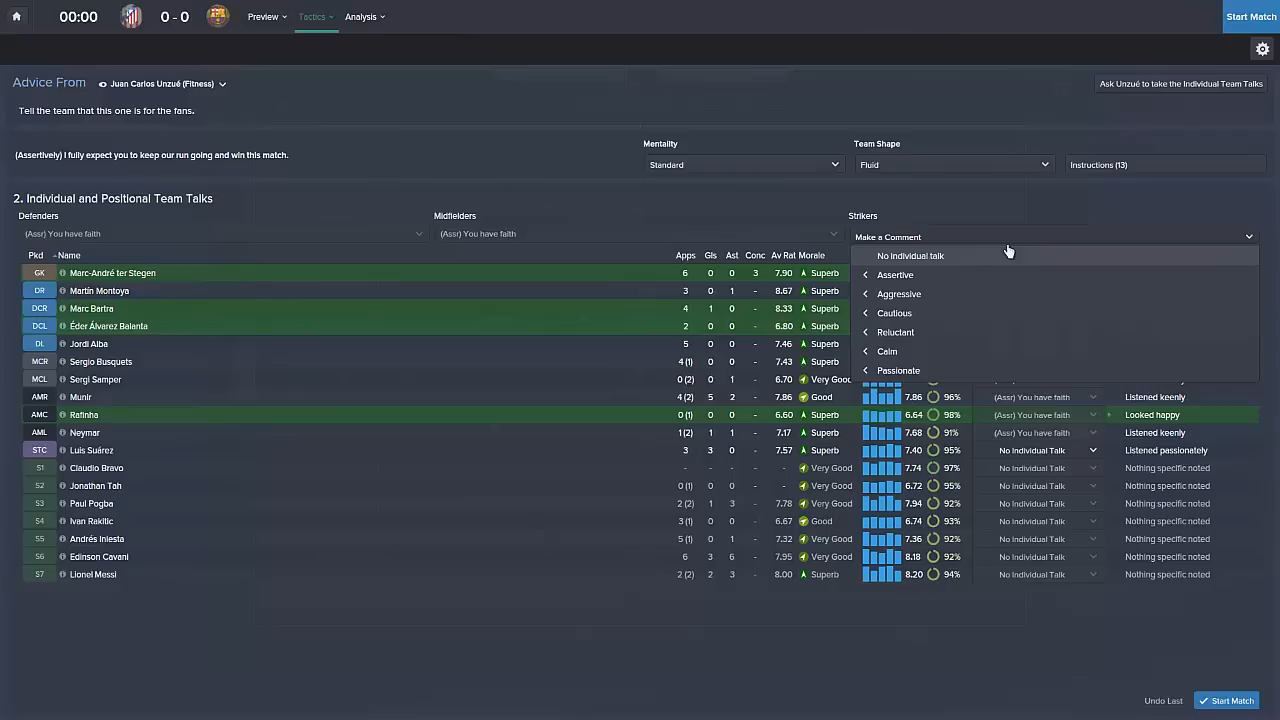 00:00 0 - 0 Preview Tactics Analysis Start Match
Advice From Juan Carlos Unzué (Fitness) Ask Unzué to take the Individual Team Talks
Tell the team that this one is for the fans.
Mentality Team Shape
(Assertively) I fully expect you to keep our run going and win this match. Standard Fluid Instructions (13)
2. Individual and Positional Team Talks
Defenders Midfielders Strikers
(Assr) You have faith (Assr) You have faith Make a Comment
Pkd Name Apps Gls Ast Conc Av Rat Morale No individual talk
GK Marc-André ter Stegen 6 0 0 3 7.90 Superb Assertive
DR Martín Montoya 3 0 1 - 8.67 Superb Aggressive
DCR Marc Bartra 4 1 0 - 8.33 Superb Cautious
DCL Éder Álvarez Balanta 2 0 0 - 6.80 Superb Reluctant
DL Jordi Alba 5 0 0 - 7.46 Superb Calm
MCR Sergio Busquets 4 (1) 0 0 - 7.43 Superb Passionate
MCL Sergi Samper 0 (2) 0 1 - 6.70 Very Good
AMR Munir 4 (2) 5 2 - 7.86 Good 7.86 96% (Assr) You have faith Listened keenly
AMC Rafinha 0 (1) 0 0 - 6.60 Superb 6.64 98% (Assr) You have faith + Looked happy
AML Neymar 1 (2) 1 1 - 7.17 Superb 7.68 91% (Assr) You have faith Listened keenly
STC Luis Suárez 3 3 0 - 7.57 Superb 7.40 95% No Individual Talk Listened passionately
S1 Claudio Bravo - - - - - Very Good 7.74 97% No Individual Talk Nothing specific noted
S2 Jonathan Tah 0 (1) 0 0 - - Very Good 6.72 95% No Individual Talk Nothing specific noted
S3 Paul Pogba 2 (2) 1 3 - 7.78 Very Good 7.94 92% No Individual Talk Nothing specific noted
S4 Ivan Rakitic 3 (1) 0 0 - 6.67 Good 6.74 93% No Individual Talk Nothing specific noted
S5 Andrés Iniesta 5 (1) 0 1 - 7.32 Very Good 7.36 92% No Individual Talk Nothing specific noted
S6 Edinson Cavani 6 3 6 - 7.95 Very Good 8.18 92% No Individual Talk Nothing specific noted
S7 Lionel Messi 2 (2) 2 3 - 8.00 Superb 8.20 94% No Individual Talk Nothing specific noted
Undo Last Start Match